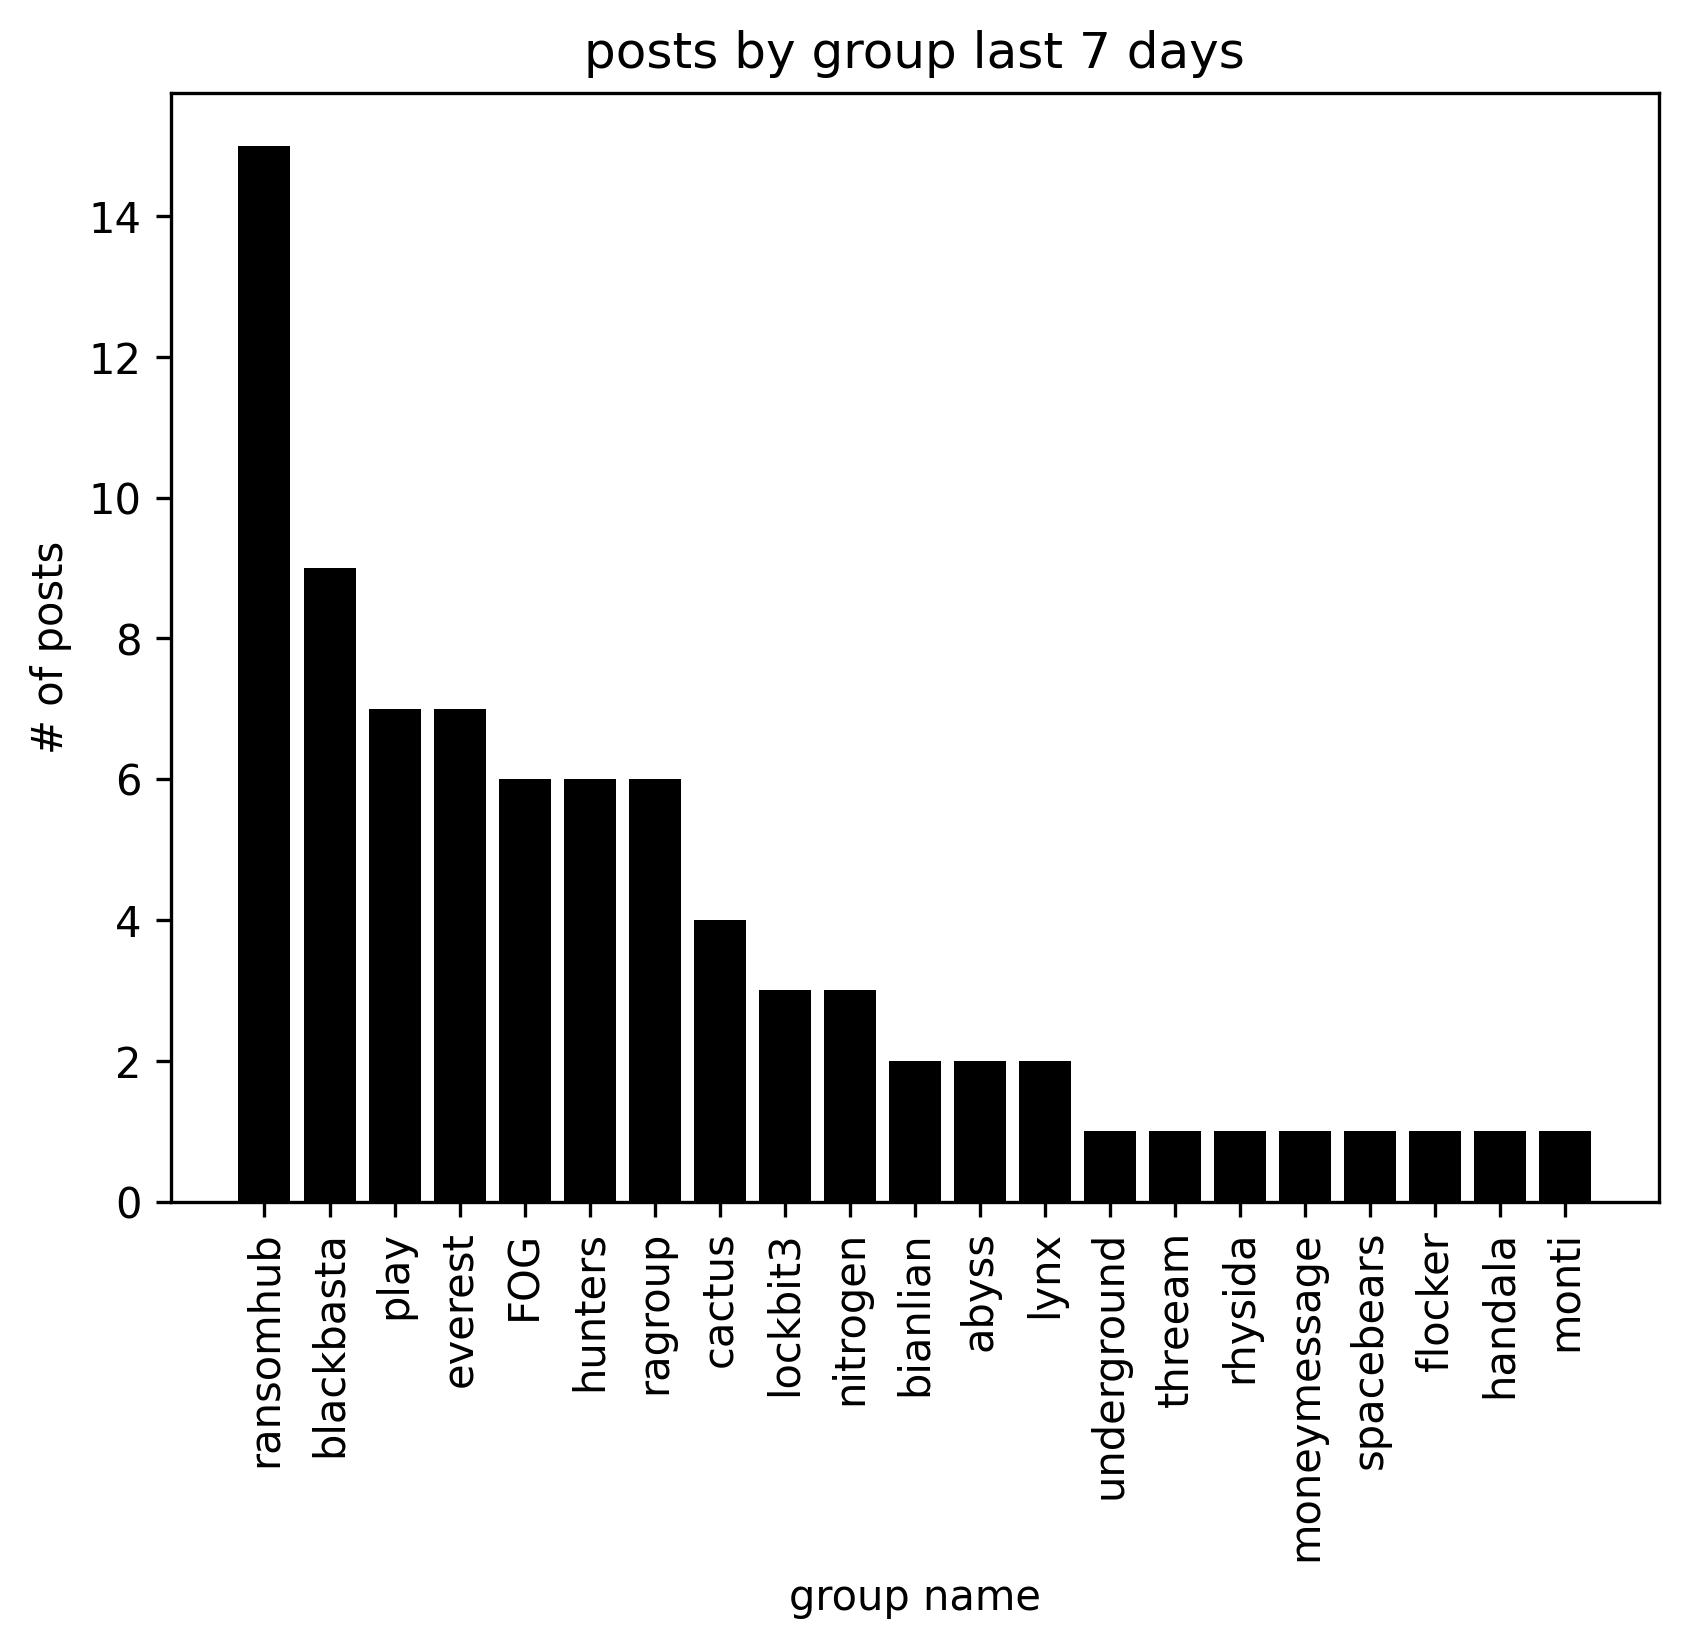 posts by group last 7 days
# of posts
14
12
10
8
6
4
2
0
ransomhub
blackbasta
play
everest
FOG
hunters
ragroup
cactus
lockbit3
nitrogen
bianlian
abyss
lynx
underground
threeam
rhysida
moneymessage
spacebears
flocker
handala
monti
group name